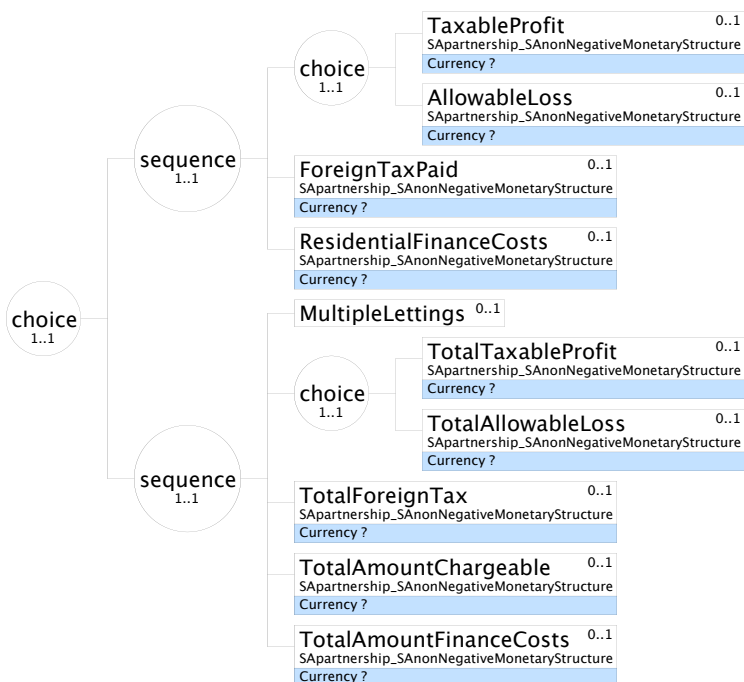 TaxableProfit 0..1
SApartnership_SAnonNegativeMonetaryStructure
Currency ?
choice
1..1
AllowableLoss 0..1
SApartnership_SAnonNegativeMonetaryStructure
Currency ?
sequence
1..1
ForeignTaxPaid 0..1
SApartnership_SAnonNegativeMonetaryStructure
Currency ?
ResidentialFinanceCosts 0..1
SApartnership_SAnonNegativeMonetaryStructure
Currency ?
choice
1..1
MultipleLettings 0..1
TotalTaxableProfit 0..1
SApartnership_SAnonNegativeMonetaryStructure
Currency ?
choice
1..1
TotalAllowableLoss 0..1
SApartnership_SAnonNegativeMonetaryStructure
Currency ?
sequence
1..1
TotalForeignTax 0..1
SApartnership_SAnonNegativeMonetaryStructure
Currency ?
TotalAmountChargeable 0..1
SApartnership_SAnonNegativeMonetaryStructure
Currency ?
TotalAmountFinanceCosts 0..1
SApartnership_SAnonNegativeMonetaryStructure
Currency ?